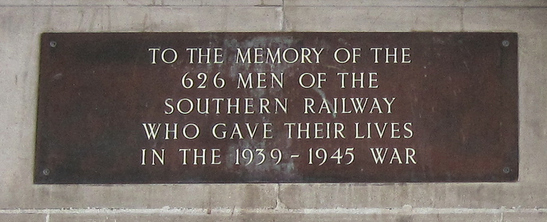 TO THE MEMORY OF THE
626 MEN OF THE
SOUTHERN RAILWAY
WHO GAVE THEIR LIVES
IN THE 1939 - 1945 WAR